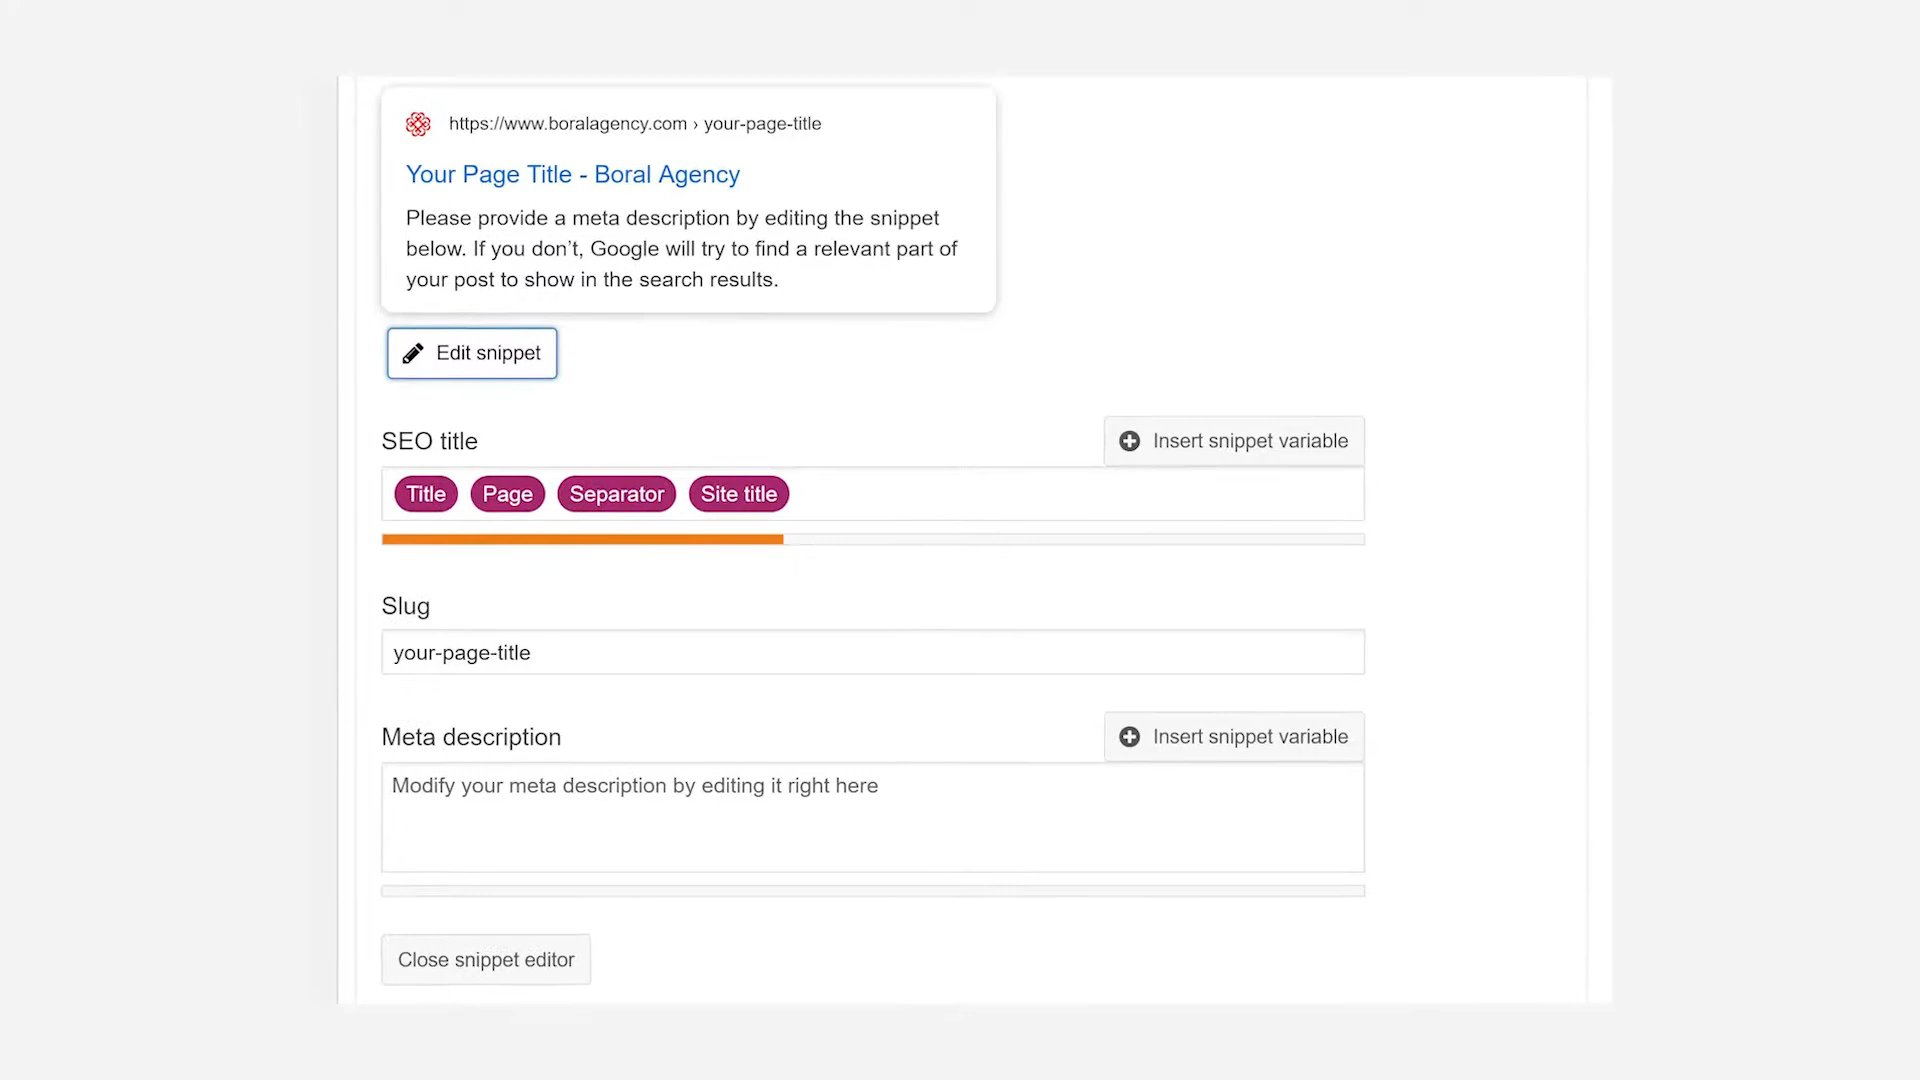 https://www.boralagency.com › your-page-title
Your Page Title - Boral Agency
Please provide a meta description by editing the snippet
below. If you don’t, Google will try to find a relevant part of
your post to show in the search results.
Edit snippet
SEO title
Insert snippet variable
Title Page Separator Site title
Slug
your-page-title
Meta description
Insert snippet variable
Modify your meta description by editing it right here
Close snippet editor